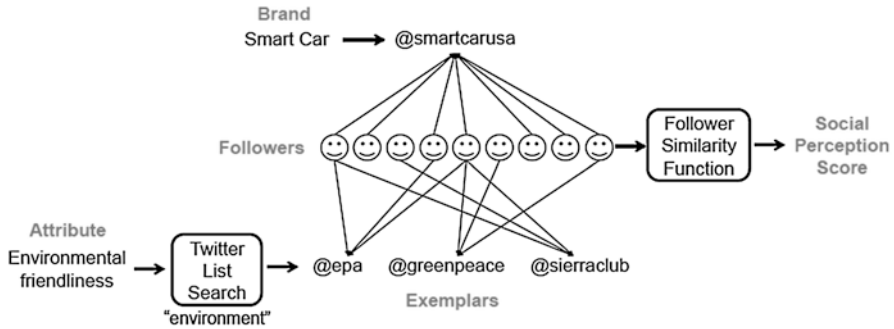 Brand
Smart Car
@smartcarusa
Followers
Follower
Similarity
Function
Social
Perception
Score
Attribute
Environmental
friendliness
Twitter
List
Search
“environment”
@epa
@greenpeace
@sierraclub
Exemplars